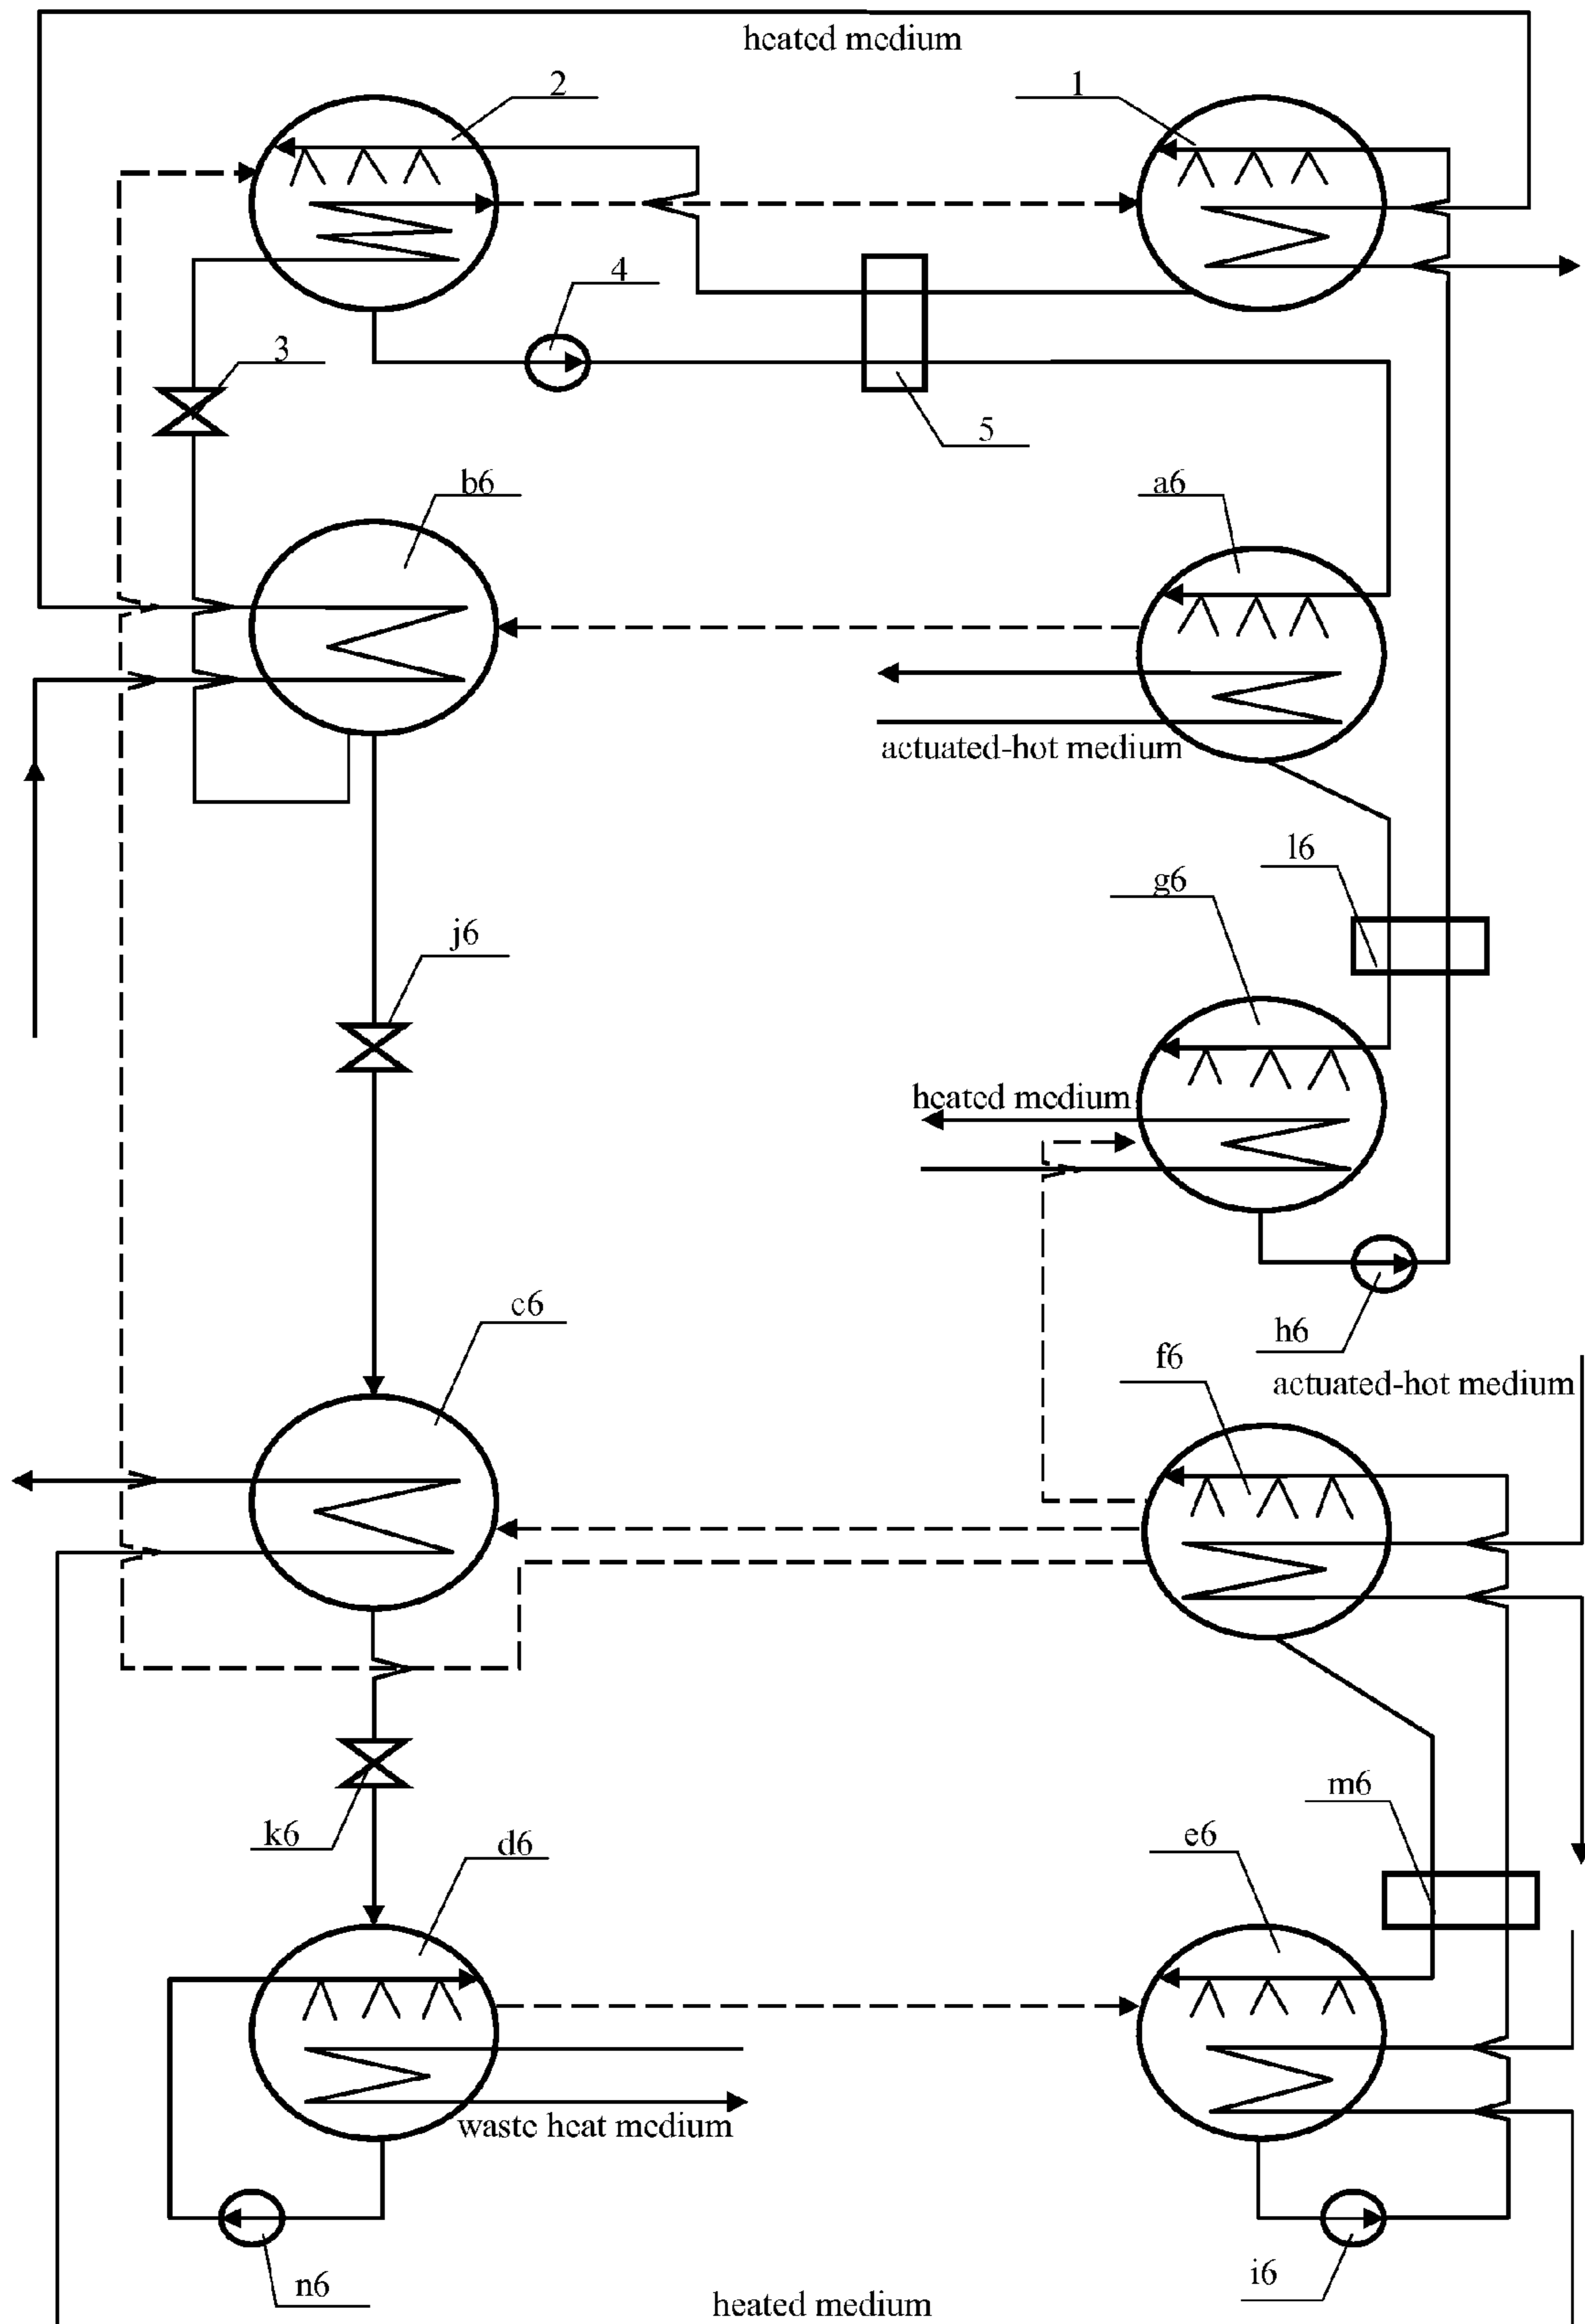 heated medium
2
1
4
3
5
b6
a6
actuated-hot medium
l6
g6
j6
heated medium
c6
h6
f6
actuated-hot medium
m6
k6
d6
e6
waste heat medium
n6
i6
heated medium